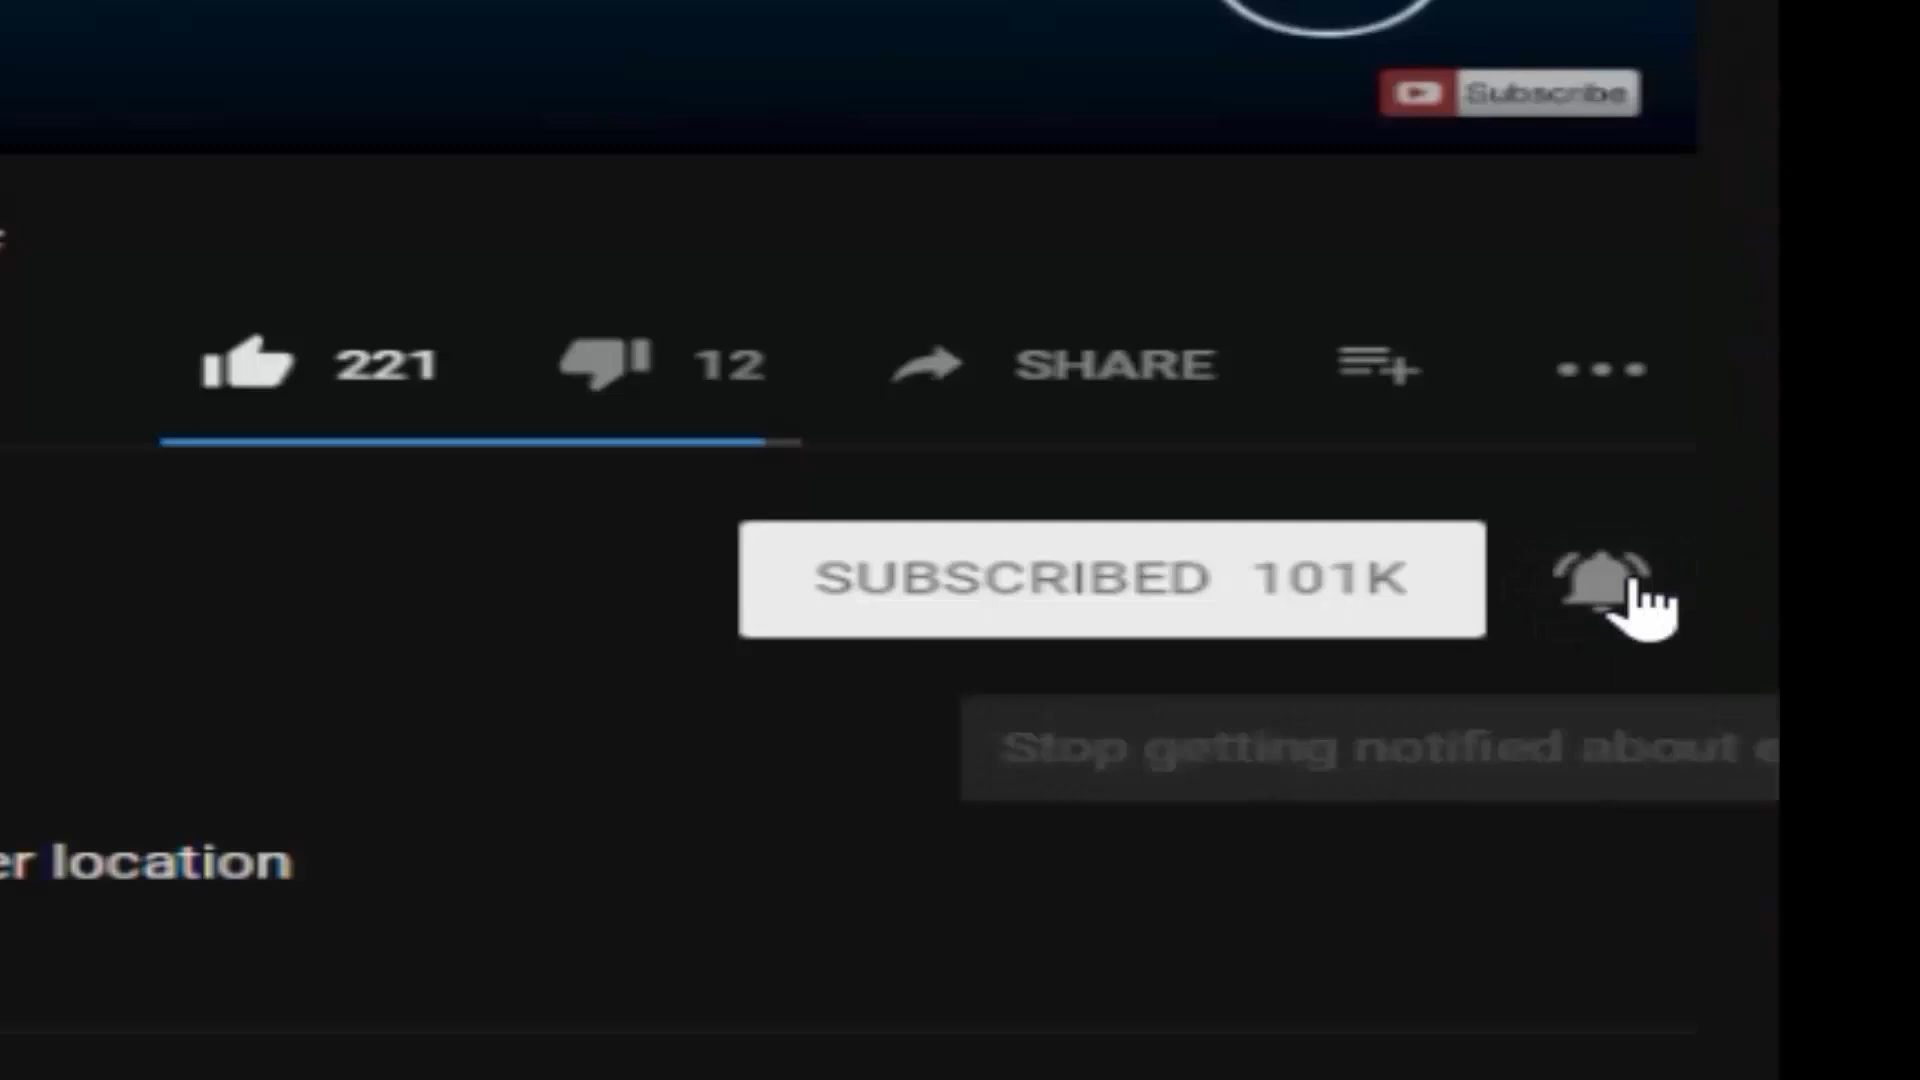 Subscribe
221 12 SHARE
SUBSCRIBED 101K
Stop getting notified about
er location